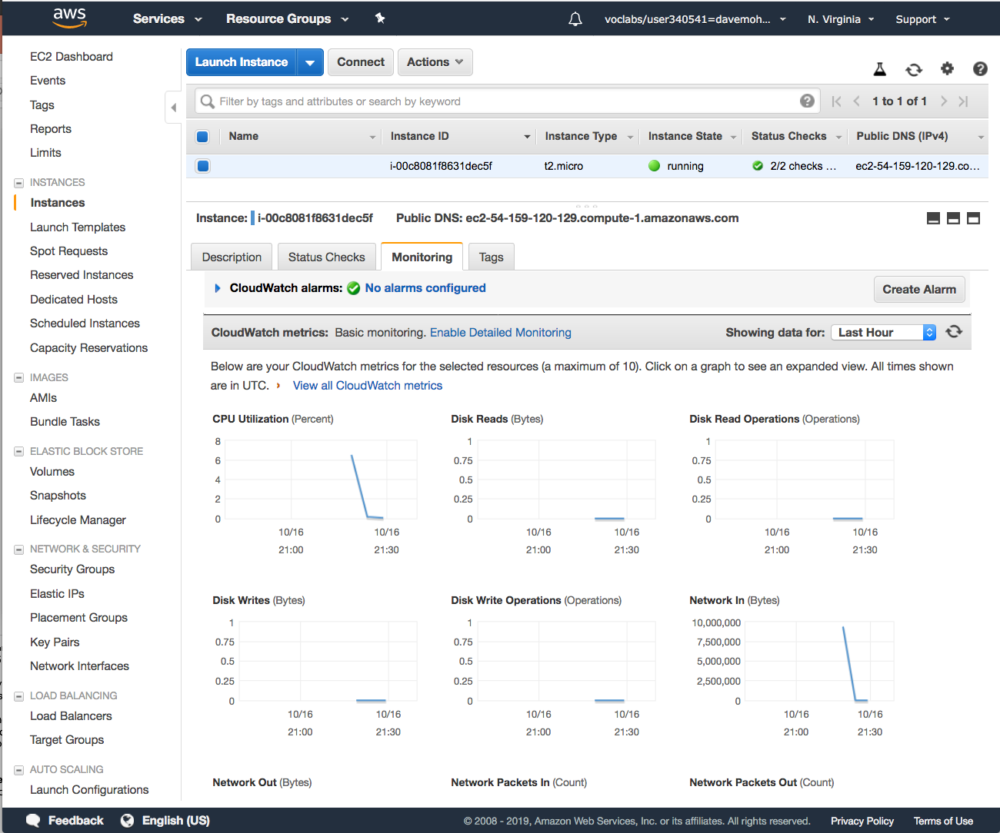 aws Services Resource Groups voclabs/user340541=davemoh... N. Virginia Support
EC2 Dashboard
Events
Tags
Reports
Limits
INSTANCES
Instances
Launch Templates
Spot Requests
Reserved Instances
Dedicated Hosts
Scheduled Instances
Capacity Reservations
IMAGES
AMIs
Bundle Tasks
ELASTIC BLOCK STORE
Volumes
Snapshots
Lifecycle Manager
NETWORK & SECURITY
Security Groups
Elastic IPs
Placement Groups
Key Pairs
Network Interfaces
LOAD BALANCING
Load Balancers
Target Groups
AUTO SCALING
Launch Configurations
Launch Instance Connect Actions
Filter by tags and attributes or search by keyword 1 to 1 of 1
Name Instance ID Instance Type Instance State Status Checks Public DNS (IPv4)
i-00c8081f8631dec5f t2.micro running 2/2 checks ... ec2-54-159-120-129.co...
Instance: i-00c8081f8631dec5f Public DNS: ec2-54-159-120-129.compute-1.amazonaws.com
Description Status Checks Monitoring Tags
CloudWatch alarms: No alarms configured Create Alarm
CloudWatch metrics: Basic monitoring. Enable Detailed Monitoring Showing data for: Last Hour
Below are your CloudWatch metrics for the selected resources (a maximum of 10). Click on a graph to see an expanded view. All times shown
are in UTC. View all CloudWatch metrics
CPU Utilization (Percent)
8
6
4
2
0
10/16 10/16
21:00 21:30
Disk Reads (Bytes)
1
0.75
0.5
0.25
0
10/16 10/16
21:00 21:30
Disk Read Operations (Operations)
1
0.75
0.5
0.25
0
10/16 10/16
21:00 21:30
Disk Writes (Bytes)
1
0.75
0.5
0.25
0
10/16 10/16
21:00 21:30
Disk Write Operations (Operations)
1
0.75
0.5
0.25
0
10/16 10/16
21:00 21:30
Network In (Bytes)
10,000,000
7,500,000
5,000,000
2,500,000
0
10/16 10/16
21:00 21:30
Network Out (Bytes) Network Packets In (Count) Network Packets Out (Count)
Feedback English (US) © 2008 - 2019, Amazon Web Services, Inc. or its affiliates. All rights reserved. Privacy Policy Terms of Use